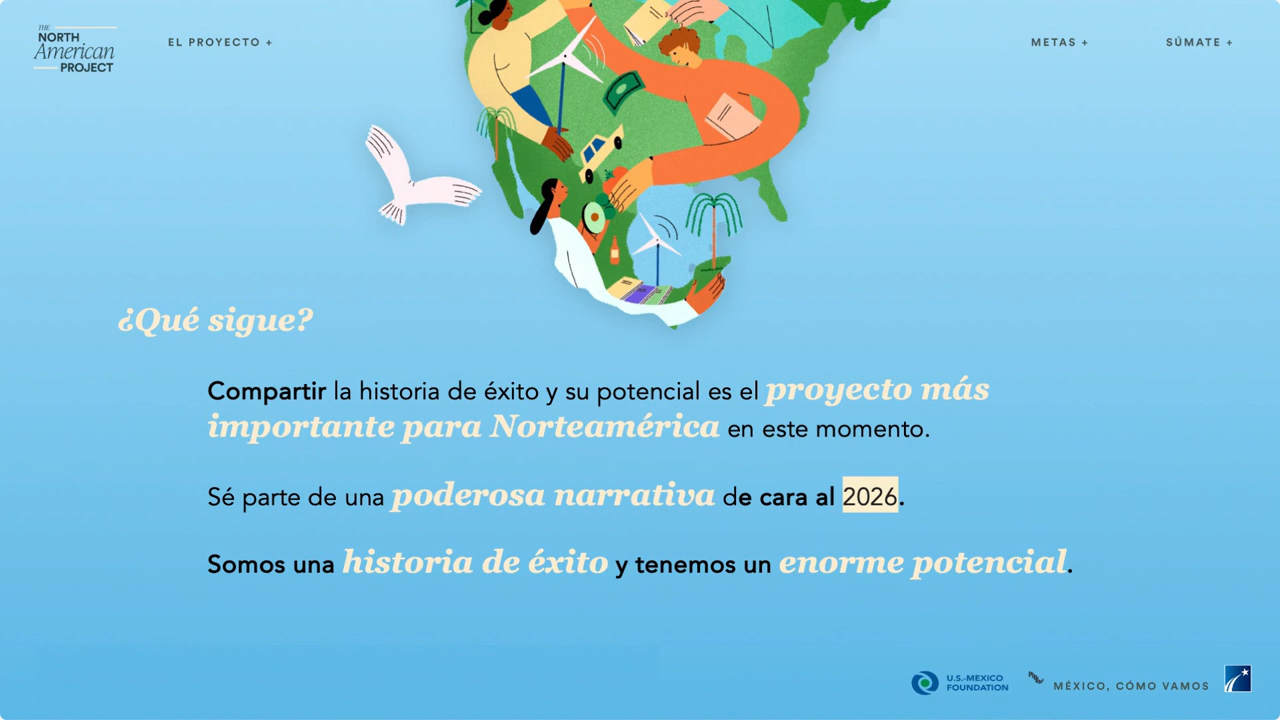 THE
NORTH
American
PROJECT
EL PROYECTO +
METAS +
SÚMATE +
¿Qué sigue?
Compartir la historia de éxito y su potencial es el proyecto más
importante para Norteamérica en este momento.
Sé parte de una poderosa narrativa de cara al 2026.
Somos una historia de éxito y tenemos un enorme potencial.
U.S.-MEXICO
FOUNDATION
MÉXICO, CÓMO VAMOS